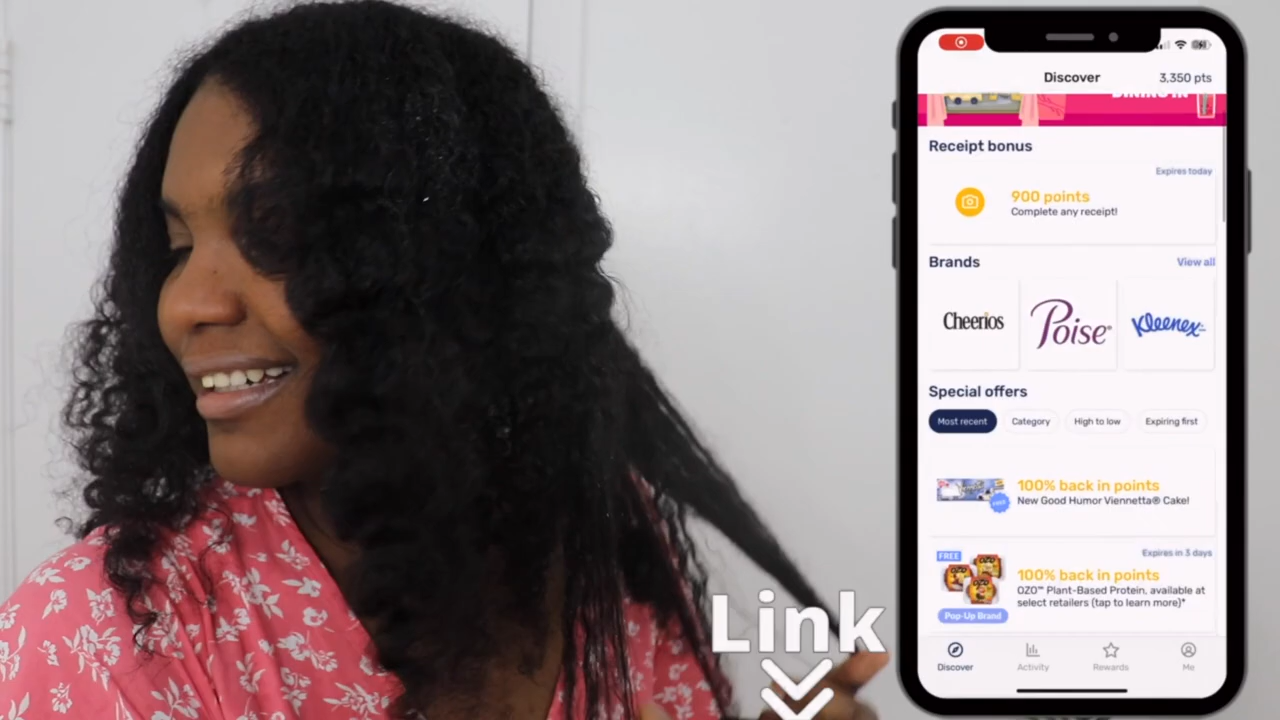 Discover
3,350 pts
Receipt bonus
Expires today
900 points
Complete any receipt!
Brands
View all
Cheerios
Poise®
Kleenex
Special offers
Most recent
Category
High to low
Expiring first
100% back in points
New Good Humor Viennetta® Cake!
FREE
Expires in 3 days
100% back in points
OZO™ Plant-Based Protein, available at
select retailers (tap to learn more)*
Pop-Up Brand
Link
Discover
Activity
Rewards
Me